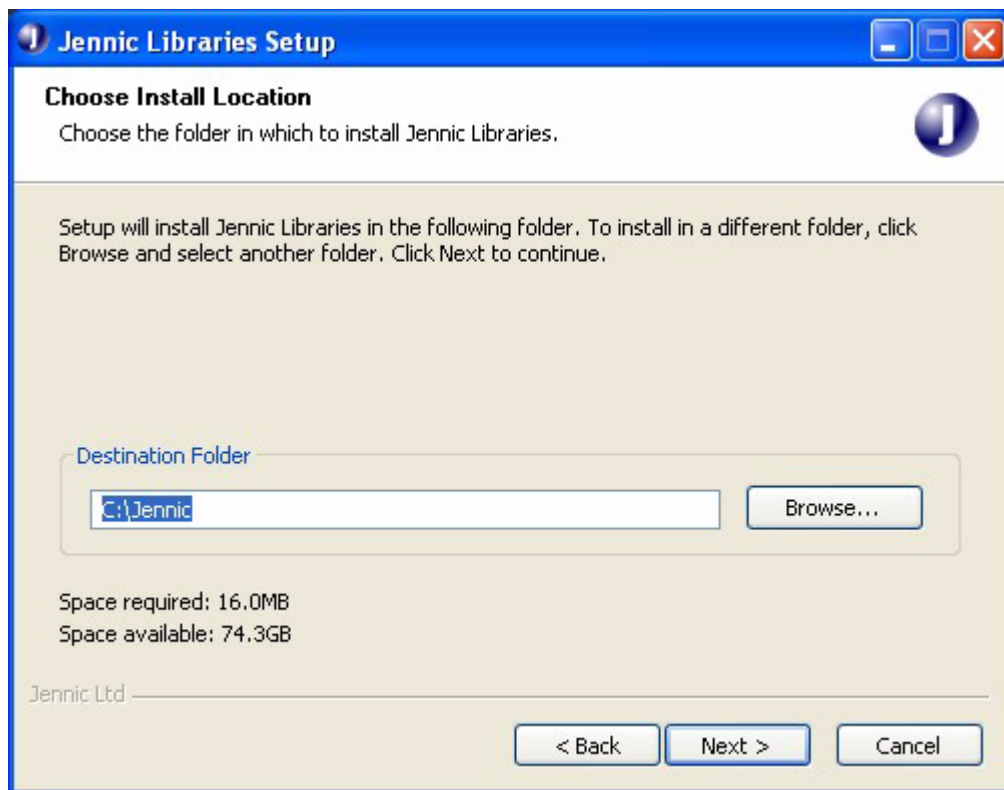 Jennic Libraries Setup
Choose Install Location
Choose the folder in which to install Jennic Libraries.
J
Setup will install Jennic Libraries in the following folder. To install in a different folder, click
Browse and select another folder. Click Next to continue.
Destination Folder
C:\Jennic
Browse...
Space required: 16.0MB
Space available: 74.3GB
Jennic Ltd
< Back
Next >
Cancel